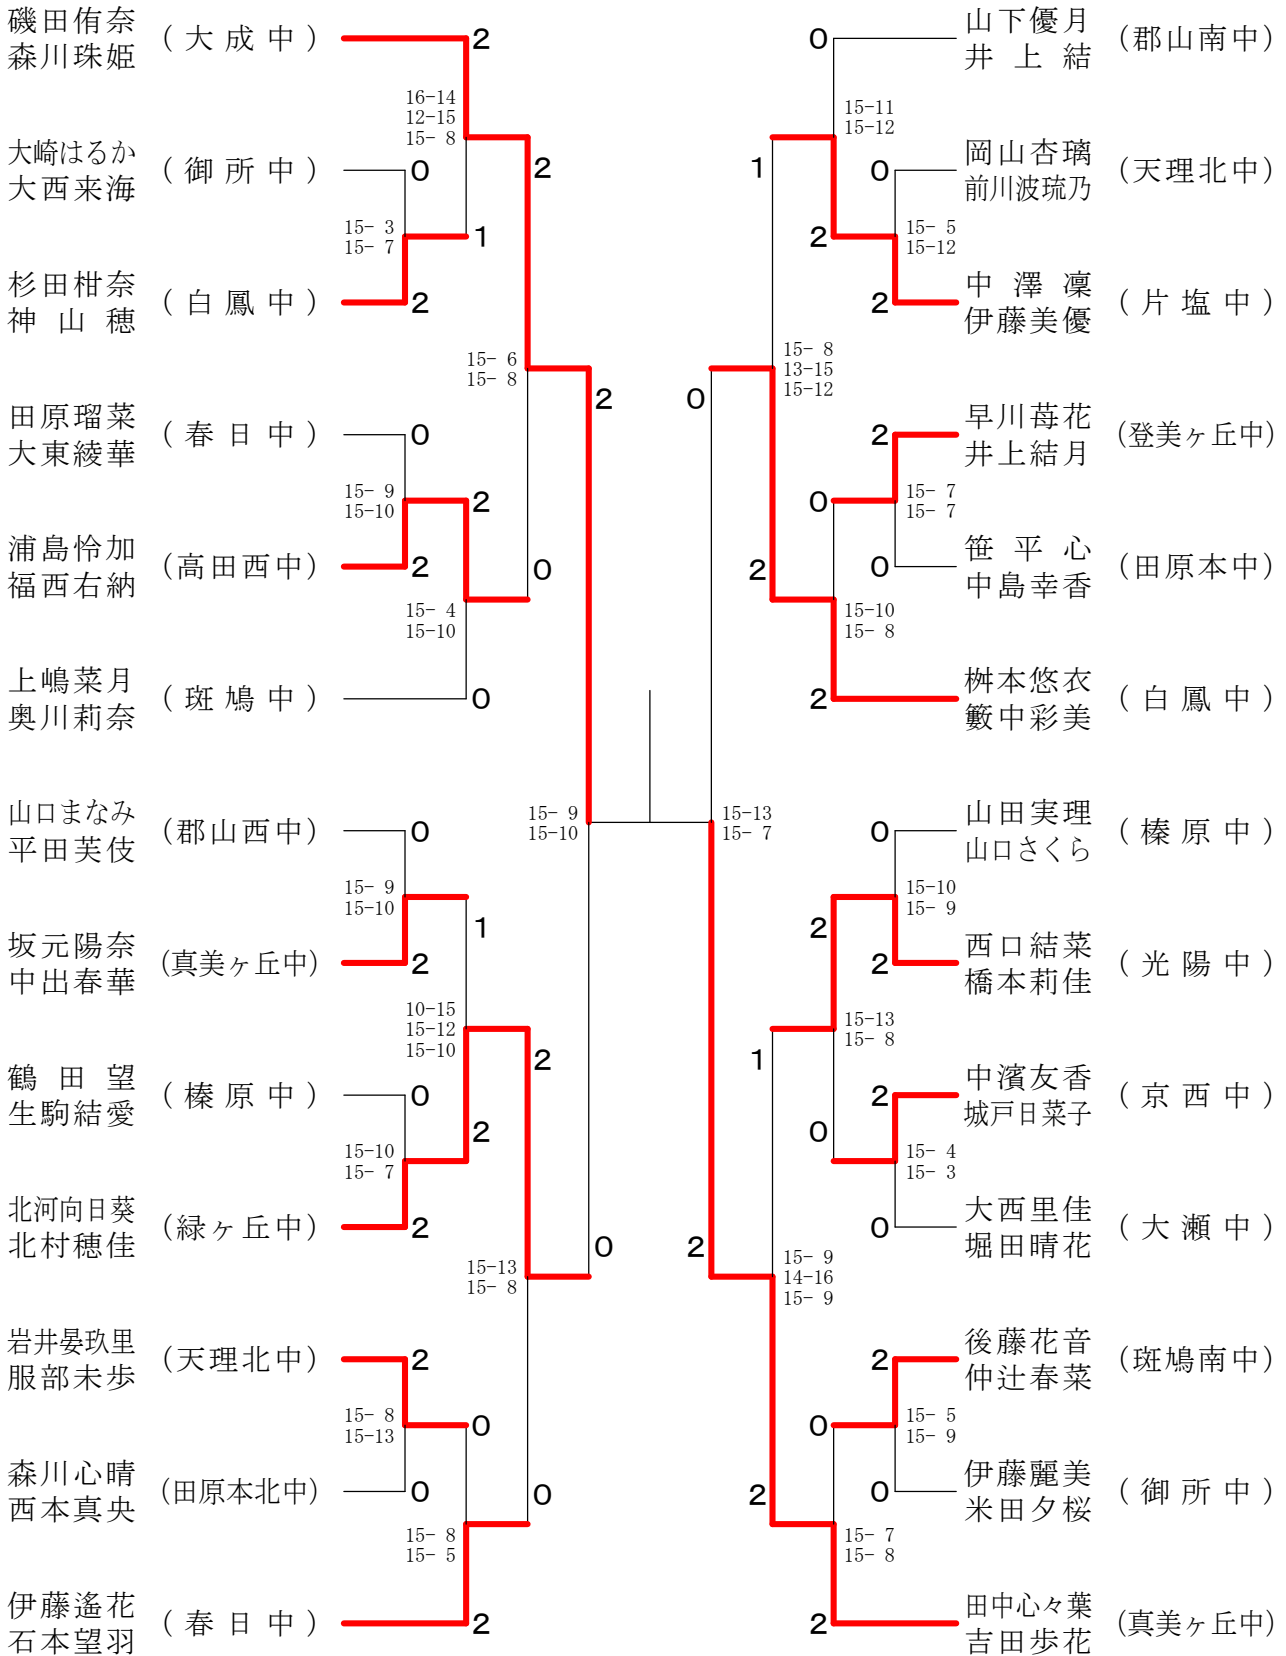 磯田侑奈
森川珠姫
(大成中)
2
16-14
12-15
15- 8
2
大崎はるか
大西来海
(御所中)
0
15- 3
15- 7
1
杉田柑奈
神山穂
(白鳳中)
2
15- 6
15- 8
2
田原瑠菜
大東綾華
(春日中)
0
15- 9
15-10
2
浦島怜加
福西右納
(高田西中)
2
0
15- 4
15-10
上嶋菜月
奥川莉奈
(斑鳩中)
0
15- 9
15-10
山口まなみ
平田芙伎
(郡山西中)
0
15- 9
15-10
1
坂元陽奈
中出春華
(真美ヶ丘中)
2
10-15
15-12
15-10
2
鶴田望
生駒結愛
(榛原中)
0
15-10
15- 7
2
北河向日葵
北村穂佳
(緑ヶ丘中)
2
15-13
15- 8
0
岩井晏玖里
服部未歩
(天理北中)
2
15- 8
15-13
0
森川心晴
西本真央
(田原本北中)
0
0
15- 8
15- 5
伊藤遙花
石本望羽
(春日中)
2
0
山下優月
井上結
(郡山南中)
15-11
15-12
1
0
岡山杏璃
前川波琉乃
(天理北中)
2
15- 5
15-12
2
中澤凜
伊藤美優
(片塩中)
15- 8
13-15
15-12
0
2
早川苺花
井上結月
(登美ヶ丘中)
0
15- 7
15- 7
2
0
笹平心
中島幸香
(田原本中)
15-10
15- 8
2
桝本悠衣
籔中彩美
(白鳳中)
15-13
15- 7
0
山田実理
山口さくら
(榛原中)
15-10
15- 9
2
2
西口結菜
橋本莉佳
(光陽中)
15-13
15- 8
1
2
中濱友香
城戸日菜子
(京西中)
0
15- 4
15- 3
0
大西里佳
堀田晴花
(大瀬中)
2
15- 9
14-16
15- 9
2
後藤花音
仲辻春菜
(斑鳩南中)
0
15- 5
15- 9
2
0
伊藤麗美
米田夕桜
(御所中)
15- 7
15- 8
2
田中心々葉
吉田歩花
(真美ヶ丘中)